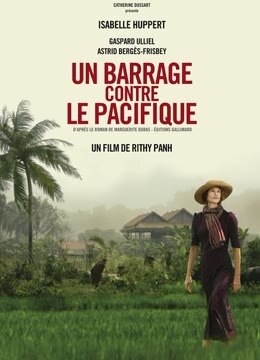 CATHERINE DUSSART
présente
ISABELLE HUPPERT
GASPARD ULLIEL
ASTRID BERGÈS-FRISBEY
UN BARRAGE
CONTRE
LE PACIFIQUE
D'APRÈS LE ROMAN DE MARGUERITE DURAS - ÉDITIONS GALLIMARD
UN FILM DE RITHY PANH